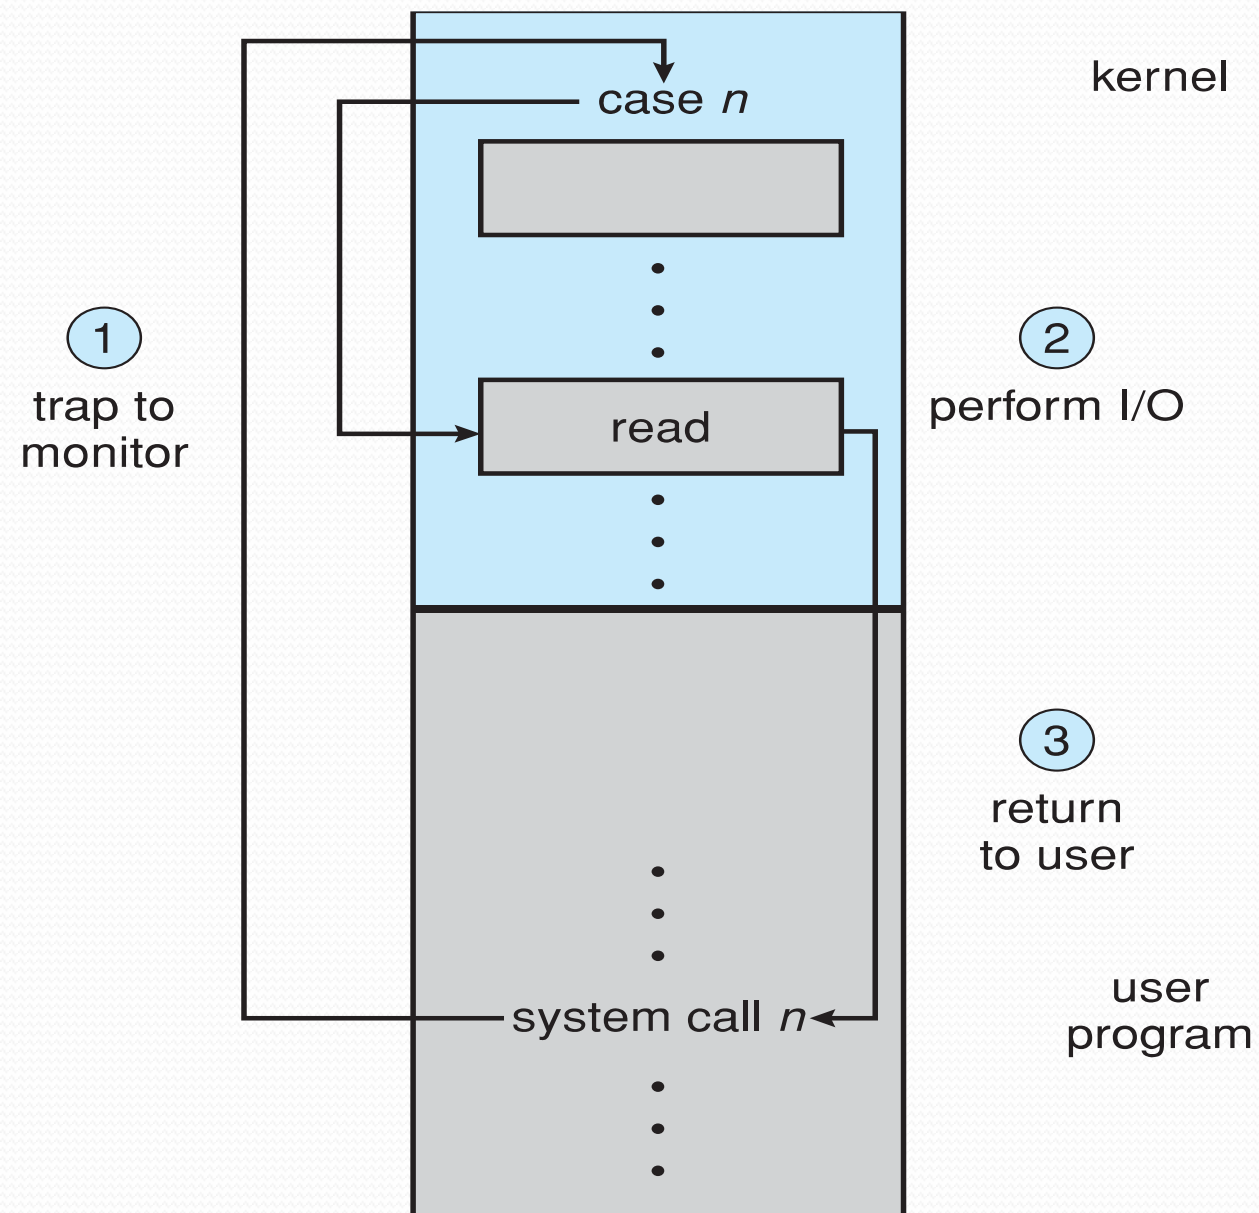 kernel
case n
1
trap to
monitor
2
perform I/O
read
3
return
to user
system call n
user
program